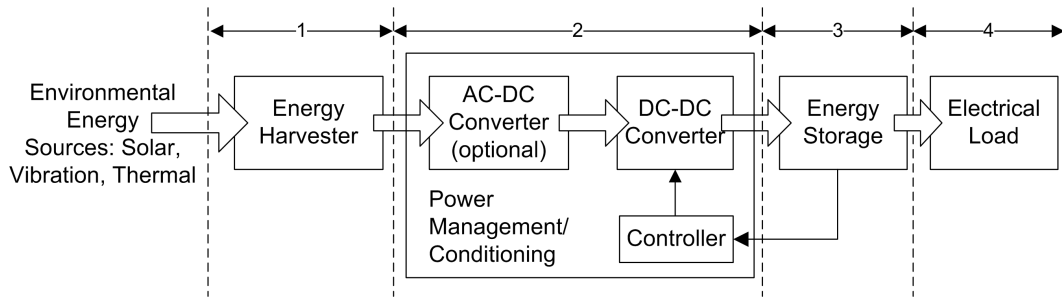 1
2
3
4
Environmental
Energy
Sources: Solar,
Vibration, Thermal
Energy
Harvester
AC-DC
Converter
(optional)
DC-DC
Converter
Energy
Storage
Electrical
Load
Power
Management/
Conditioning
Controller